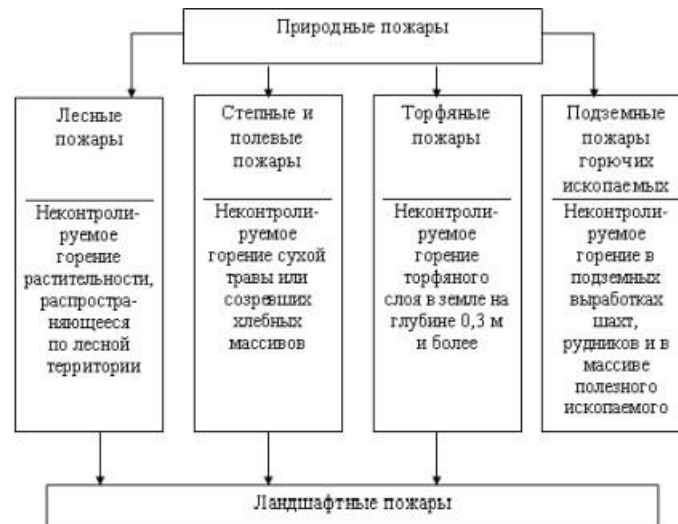 Природные пожары
Лесные
пожары
Неконтроли-
руемое
горение
растительности,
распростра-
няющееся
по лесной
территории
Степные и
полевые
пожары
Неконтроли-
руемое
горение сухой
травы или
созревших
хлебных
массивов
Торфяные
пожары
Неконтроли-
руемое
горение
торфяного
слоя в земле на
глубине 0,3 м
и более
Подземные
пожары
горючих
ископаемых
Неконтроли-
руемое
горение в
подземных
выработках
шахт,
рудников и в
массиве
полезного
ископаемого
Ландшафтные пожары